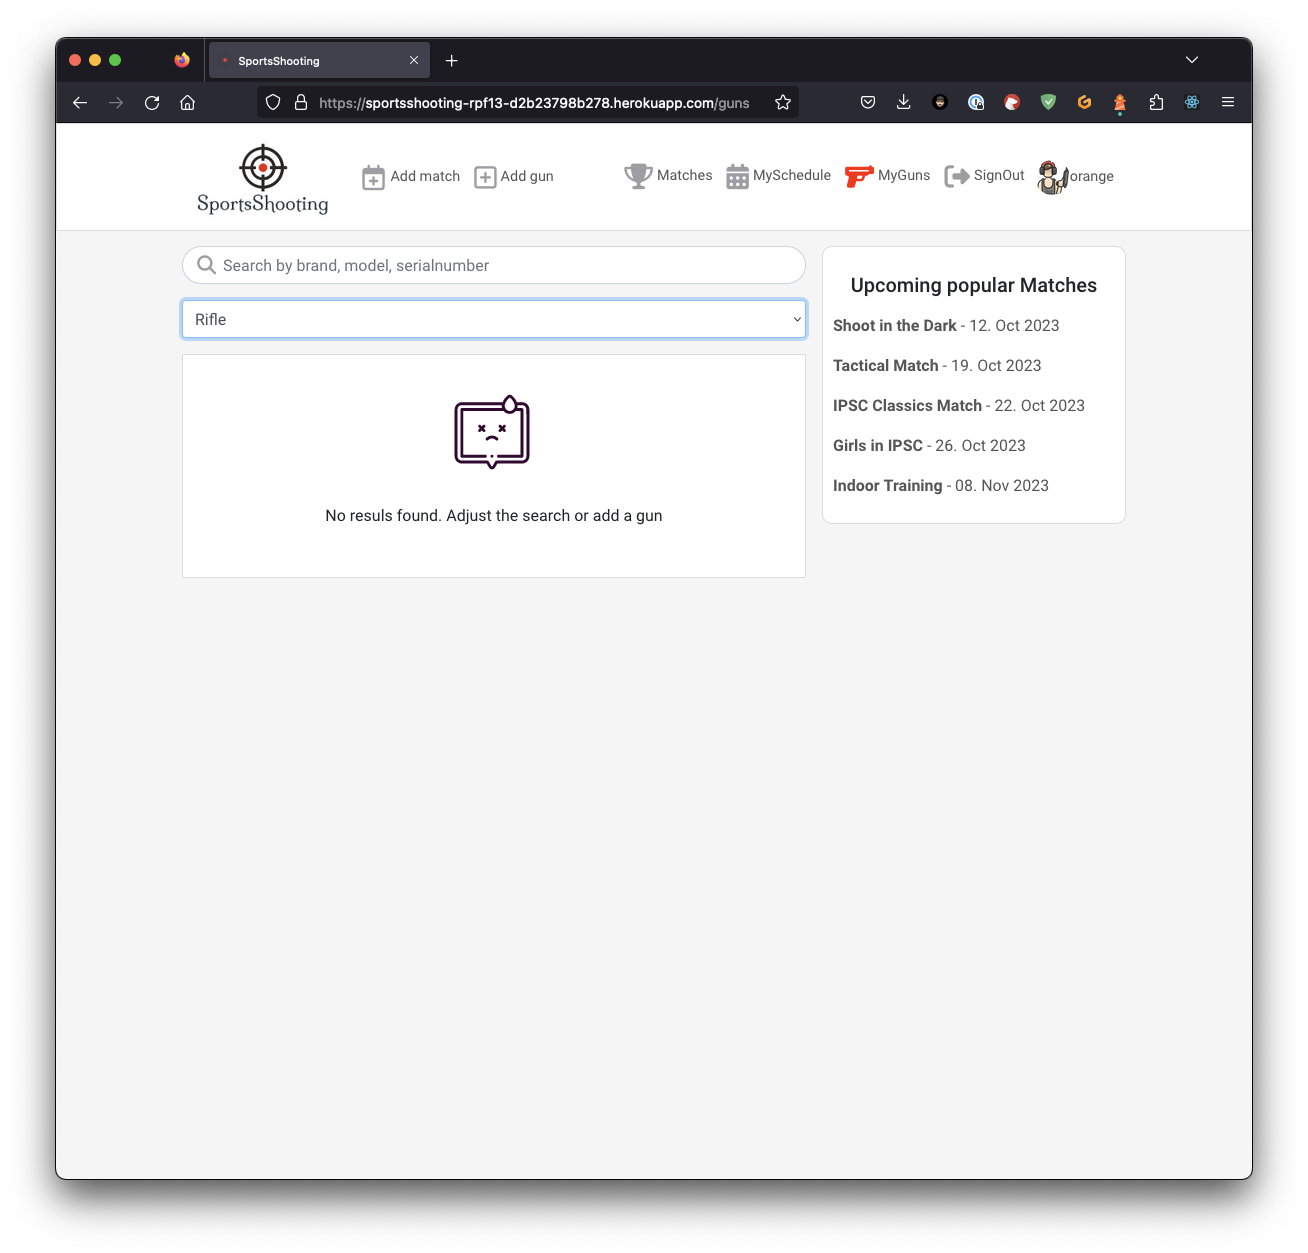 SportsShooting
https://sportsshooting-rpf13-d2b23798b278.herokuapp.com/guns
SportsShooting
Add match
Add gun
Matches
MySchedule
MyGuns
SignOut
orange
Search by brand, model, serialnumber
Rifle
No resuls found. Adjust the search or add a gun
Upcoming popular Matches
Shoot in the Dark - 12. Oct 2023
Tactical Match - 19. Oct 2023
IPSC Classics Match - 22. Oct 2023
Girls in IPSC - 26. Oct 2023
Indoor Training - 08. Nov 2023